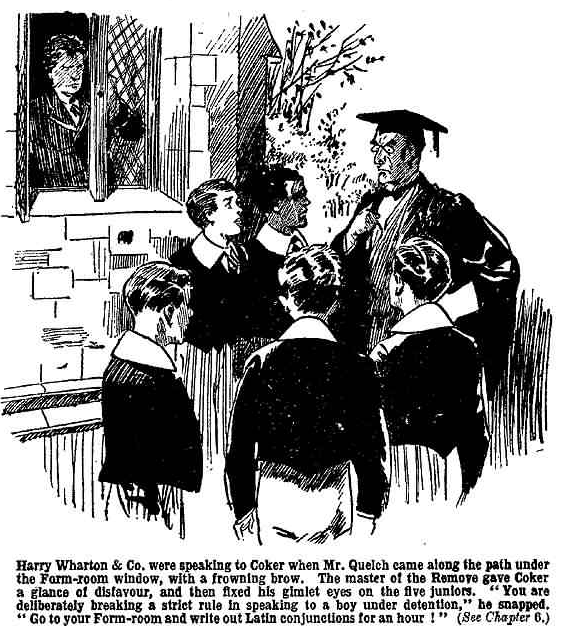 Harry Wharton & Co. were speaking to Coker when Mr. Quelch came along the path under
the Form-room window, with a frowning brow. The master of the Remove gave Coker
a glance of disfavour, and then fixed his gimlet eyes on the five juniors. "You are
deliberately breaking a strict rule in speaking to a boy under detention," he snapped.
"Go to your Form-room and write out Latin conjunctions for an hour!" (See Chapter 6.)